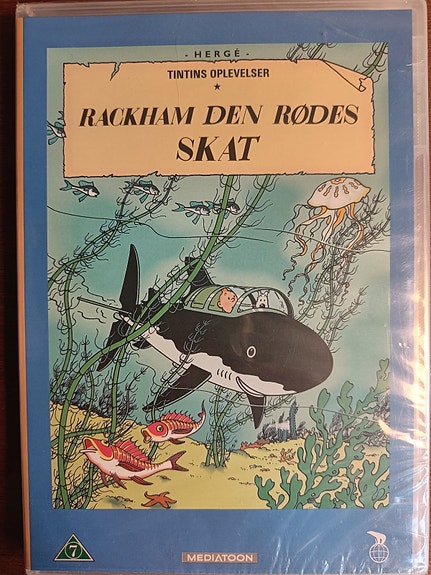 - HERGÉ -
TINTINS OPLEVELSER
RACKHAM DEN RØDES
SKAT
7
MEDIATOON